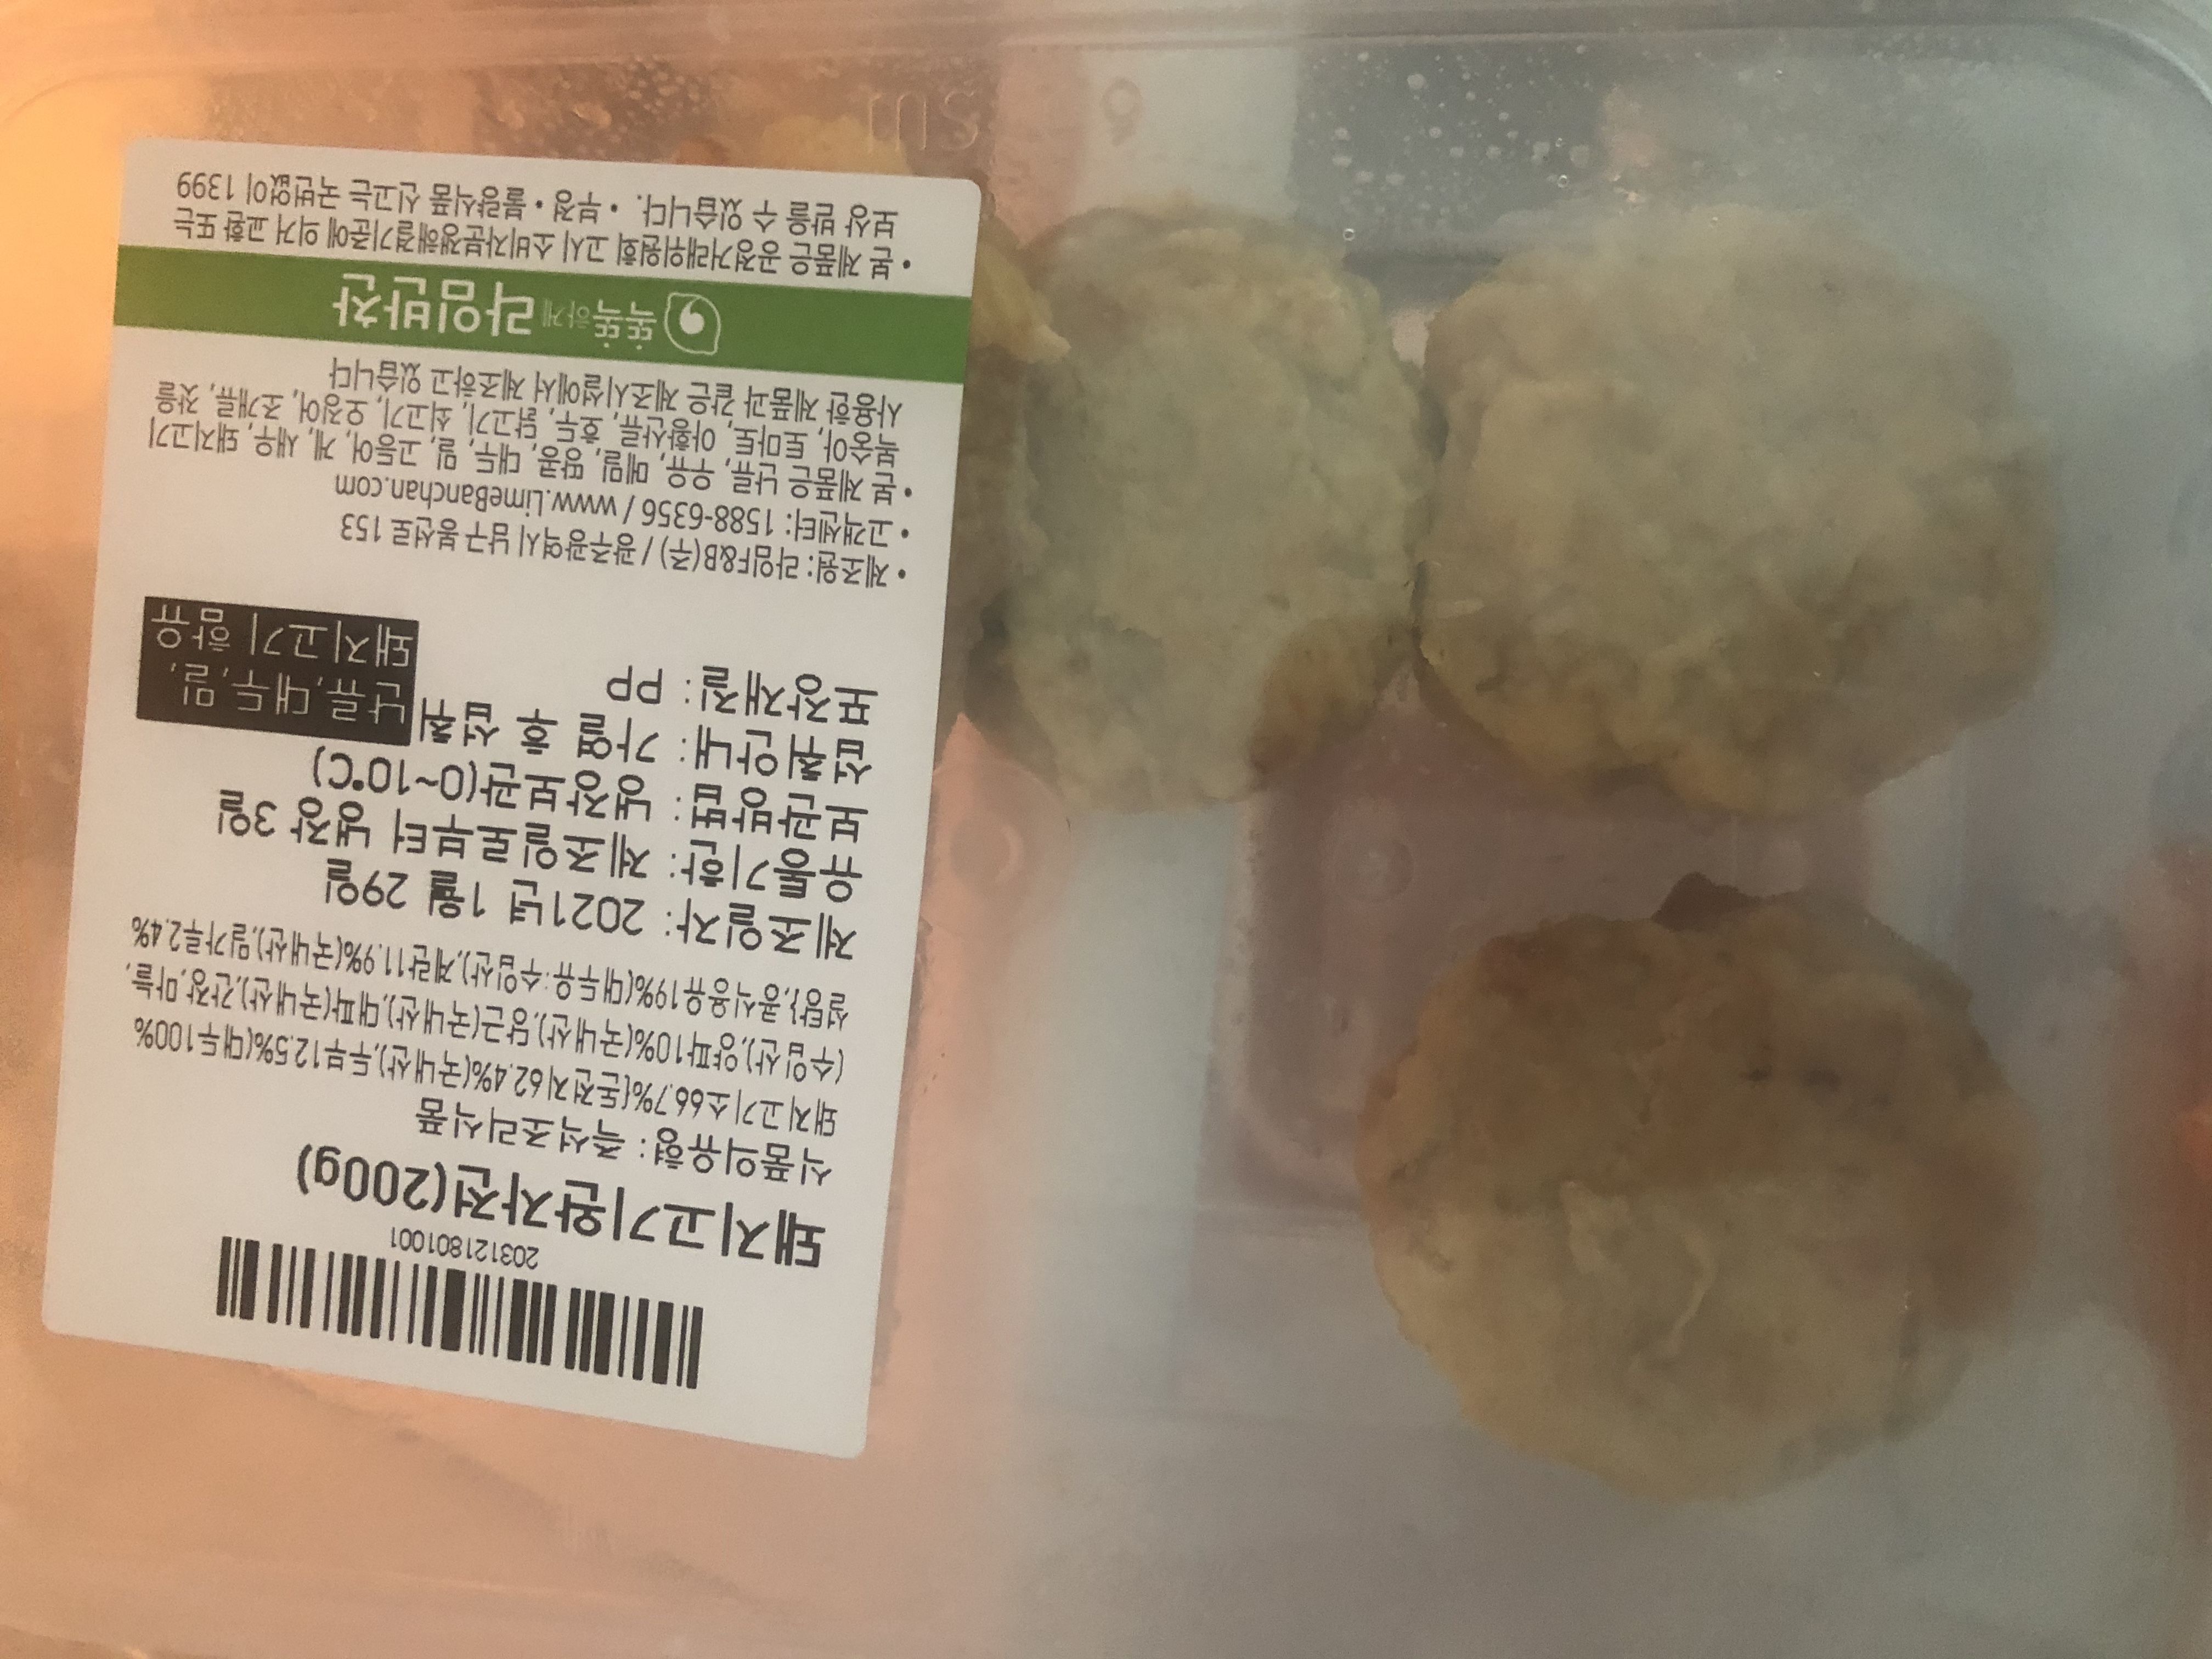 203121801001
돼지고기완자전(200g)
식품의유형: 즉석조리식품
돼지고기소66.7%{돈전지62.4%(국내산),두부12.5%(대두100%
(수입산),양파10%(국내산),당근(국내산),대파(국내산),간장,마늘,
설탕},콩식용유19%(대두유:수입산),계란11.9%(국내산),밀가루2.4%
제조일자: 2021년 1월 29일
유통기한: 제조일로부터 냉장 3일
보관방법: 냉장보관(0~10℃)
섭취안내: 가열 후 섭취
포장재질: PP
난류,대두,밀,
돼지고기 함유
• 제조원: 라임F&B(주) / 광주광역시 남구 봉선로 153
• 고객센터: 1588-6356 / www.LimeBanchan.com
• 본 제품은 난류, 우유, 메밀, 땅콩, 대두, 밀, 고등어, 게, 새우, 돼지고기
복숭아, 토마토, 아황산류, 호두, 닭고기, 쇠고기, 오징어, 조개류, 잣을
사용한 제품과 같은 제조시설에서 제조하고 있습니다
똑똑하게 라임반찬
• 본 제품은 공정거래위원회 고시 소비자분쟁해결기준에 의거 교환 또는
보상 받을 수 있습니다. • 부정 • 불량식품 신고는 국번없이 1399